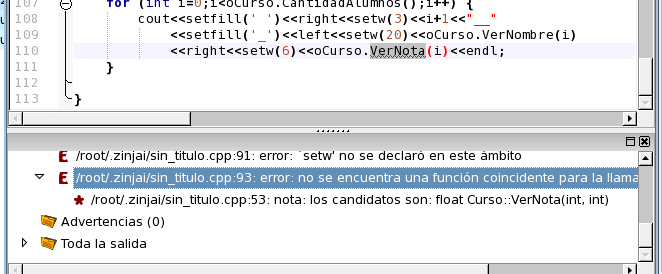 107 for (int i=0;i<oCurso.CantidadAlumnos();i++) {
108 cout<<setfill(' ')<<right<<setw(3)<<i+1<<"__"
109 <<setfill('_')<<left<<setw(20)<<oCurso.VerNombre(i)
110 <<right<<setw(6)<<oCurso.VerNota(i)<<endl;
111 }
112
113 }
E /root/.zinjai/sin_titulo.cpp:91: error: `setw' no se declaró en este ámbito
E /root/.zinjai/sin_titulo.cpp:93: error: no se encuentra una función coincidente para la llama
/root/.zinjai/sin_titulo.cpp:53: nota: los candidatos son: float Curso::VerNota(int, int)
Advertencias (0)
Toda la salida